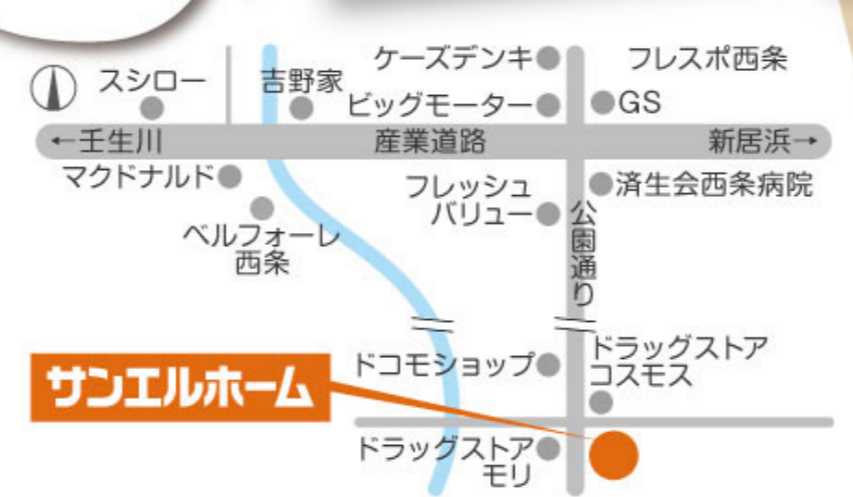 ケーズデンキ
フレスポ西条
スシロー
吉野家
ビッグモーター
GS
←壬生川
産業道路
新居浜→
マクドナルド
フレッシュ
バリュー
済生会西条病院
公園通り
ベルフォーレ
西条
ドラッグストア
コスモス
ドコモショップ
サンエルホーム
ドラッグストア
モリ